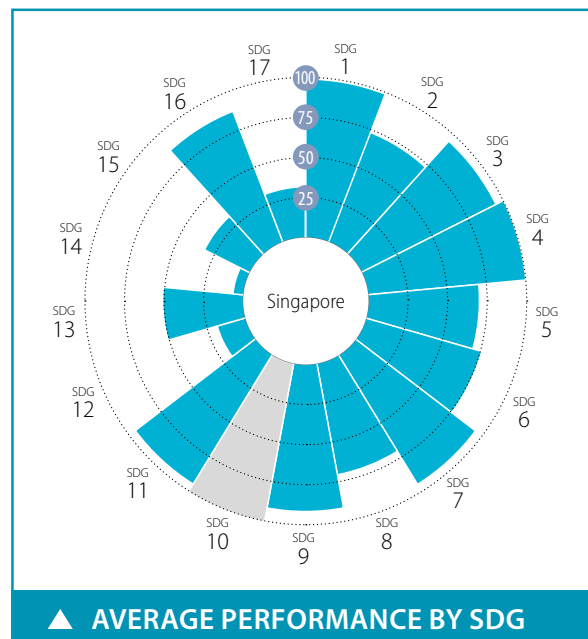 SDG
1
SDG
2
SDG
3
SDG
4
SDG
5
SDG
6
SDG
7
SDG
8
SDG
9
SDG
10
SDG
11
SDG
12
SDG
13
SDG
14
SDG
15
SDG
16
SDG
17
100
75
50
25
Singapore
▲ AVERAGE PERFORMANCE BY SDG